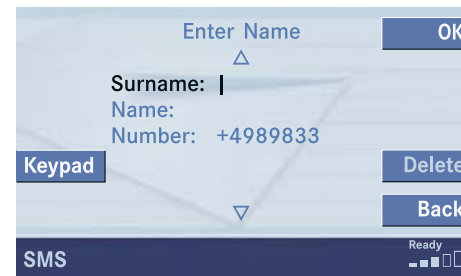 Enter Name
OK
Surname:
Name:
Number: +4989833
Keypad
Delete
Back
SMS
Ready